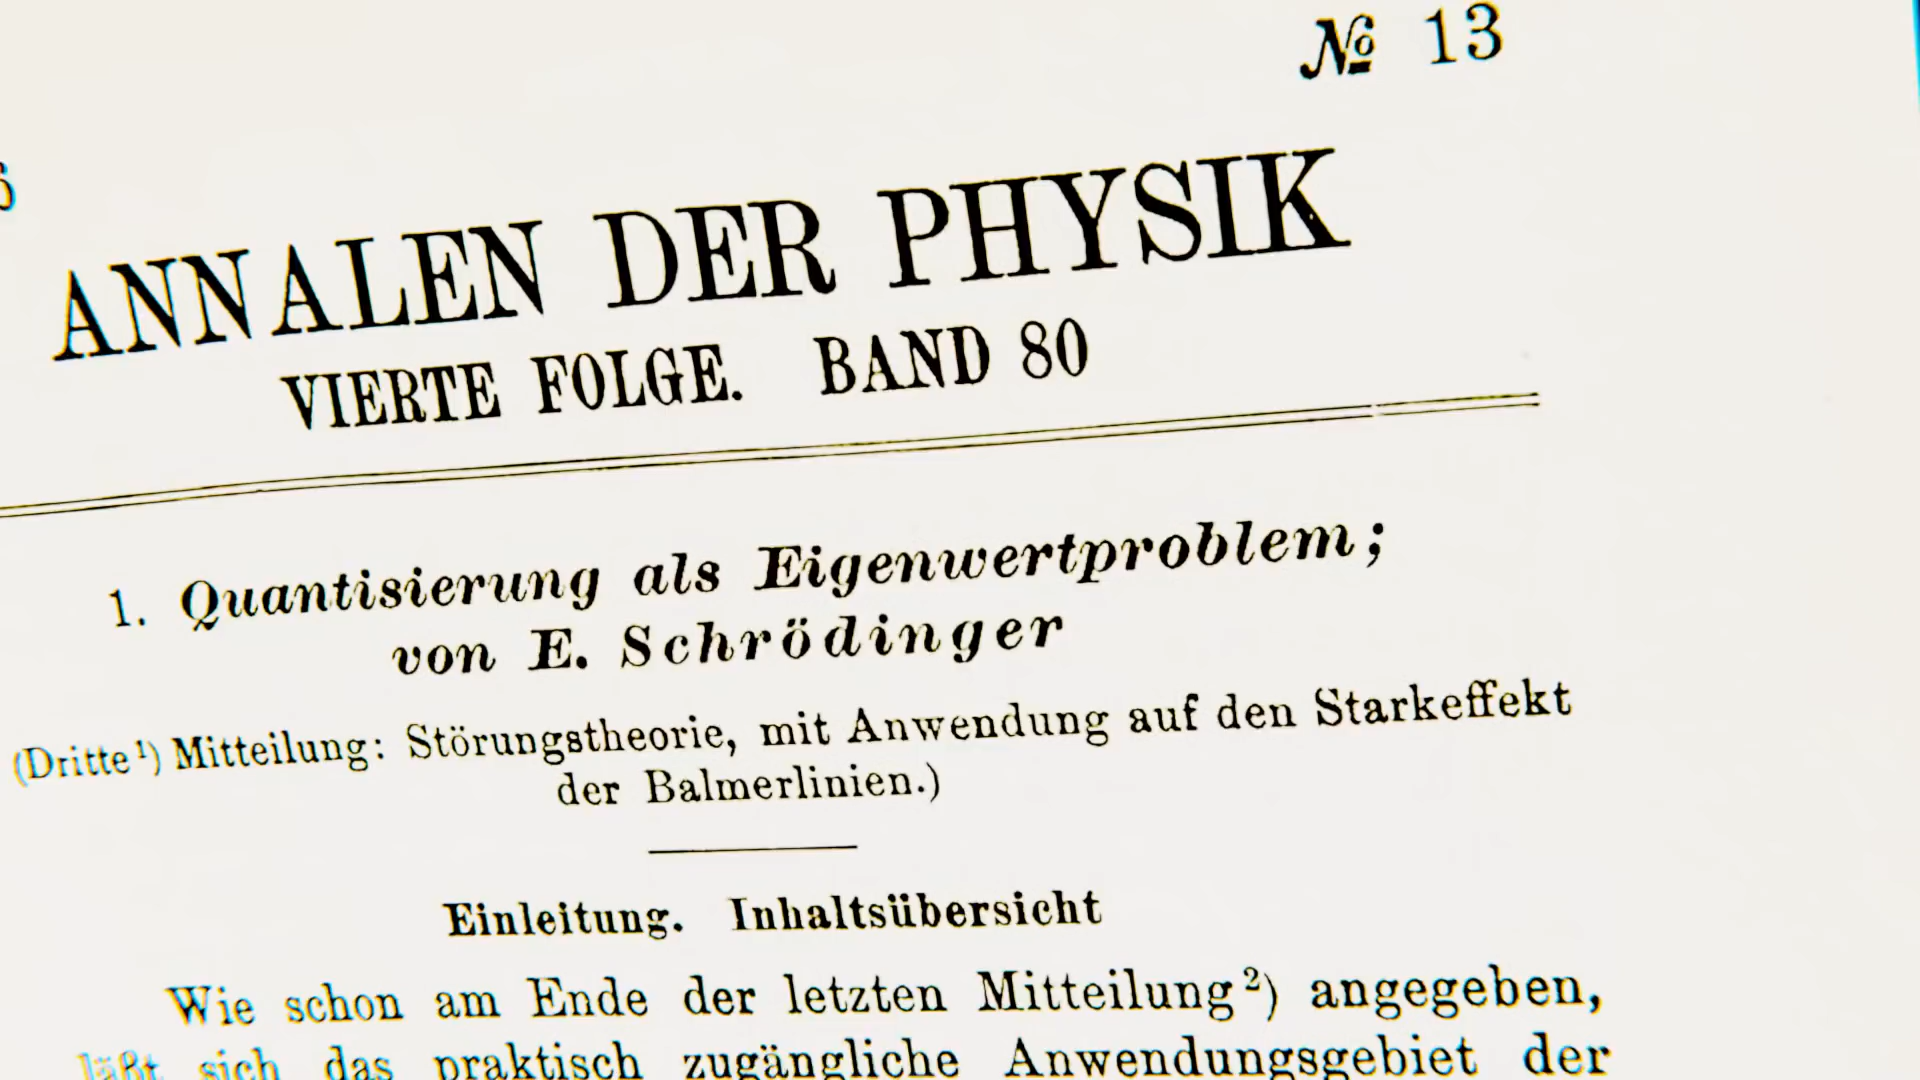 № 13
6
ANNALEN DER PHYSIK
VIERTE FOLGE. BAND 80
1. Quantisierung als Eigenwertproblem;
von E. Schrödinger
(Dritte¹) Mitteilung: Störungstheorie, mit Anwendung auf den Starkeffekt
der Balmerlinien.)
Einleitung. Inhaltsübersicht
Wie schon am Ende der letzten Mitteilung²) angegeben,
läßt sich das praktisch zugängliche Anwendungsgebiet der